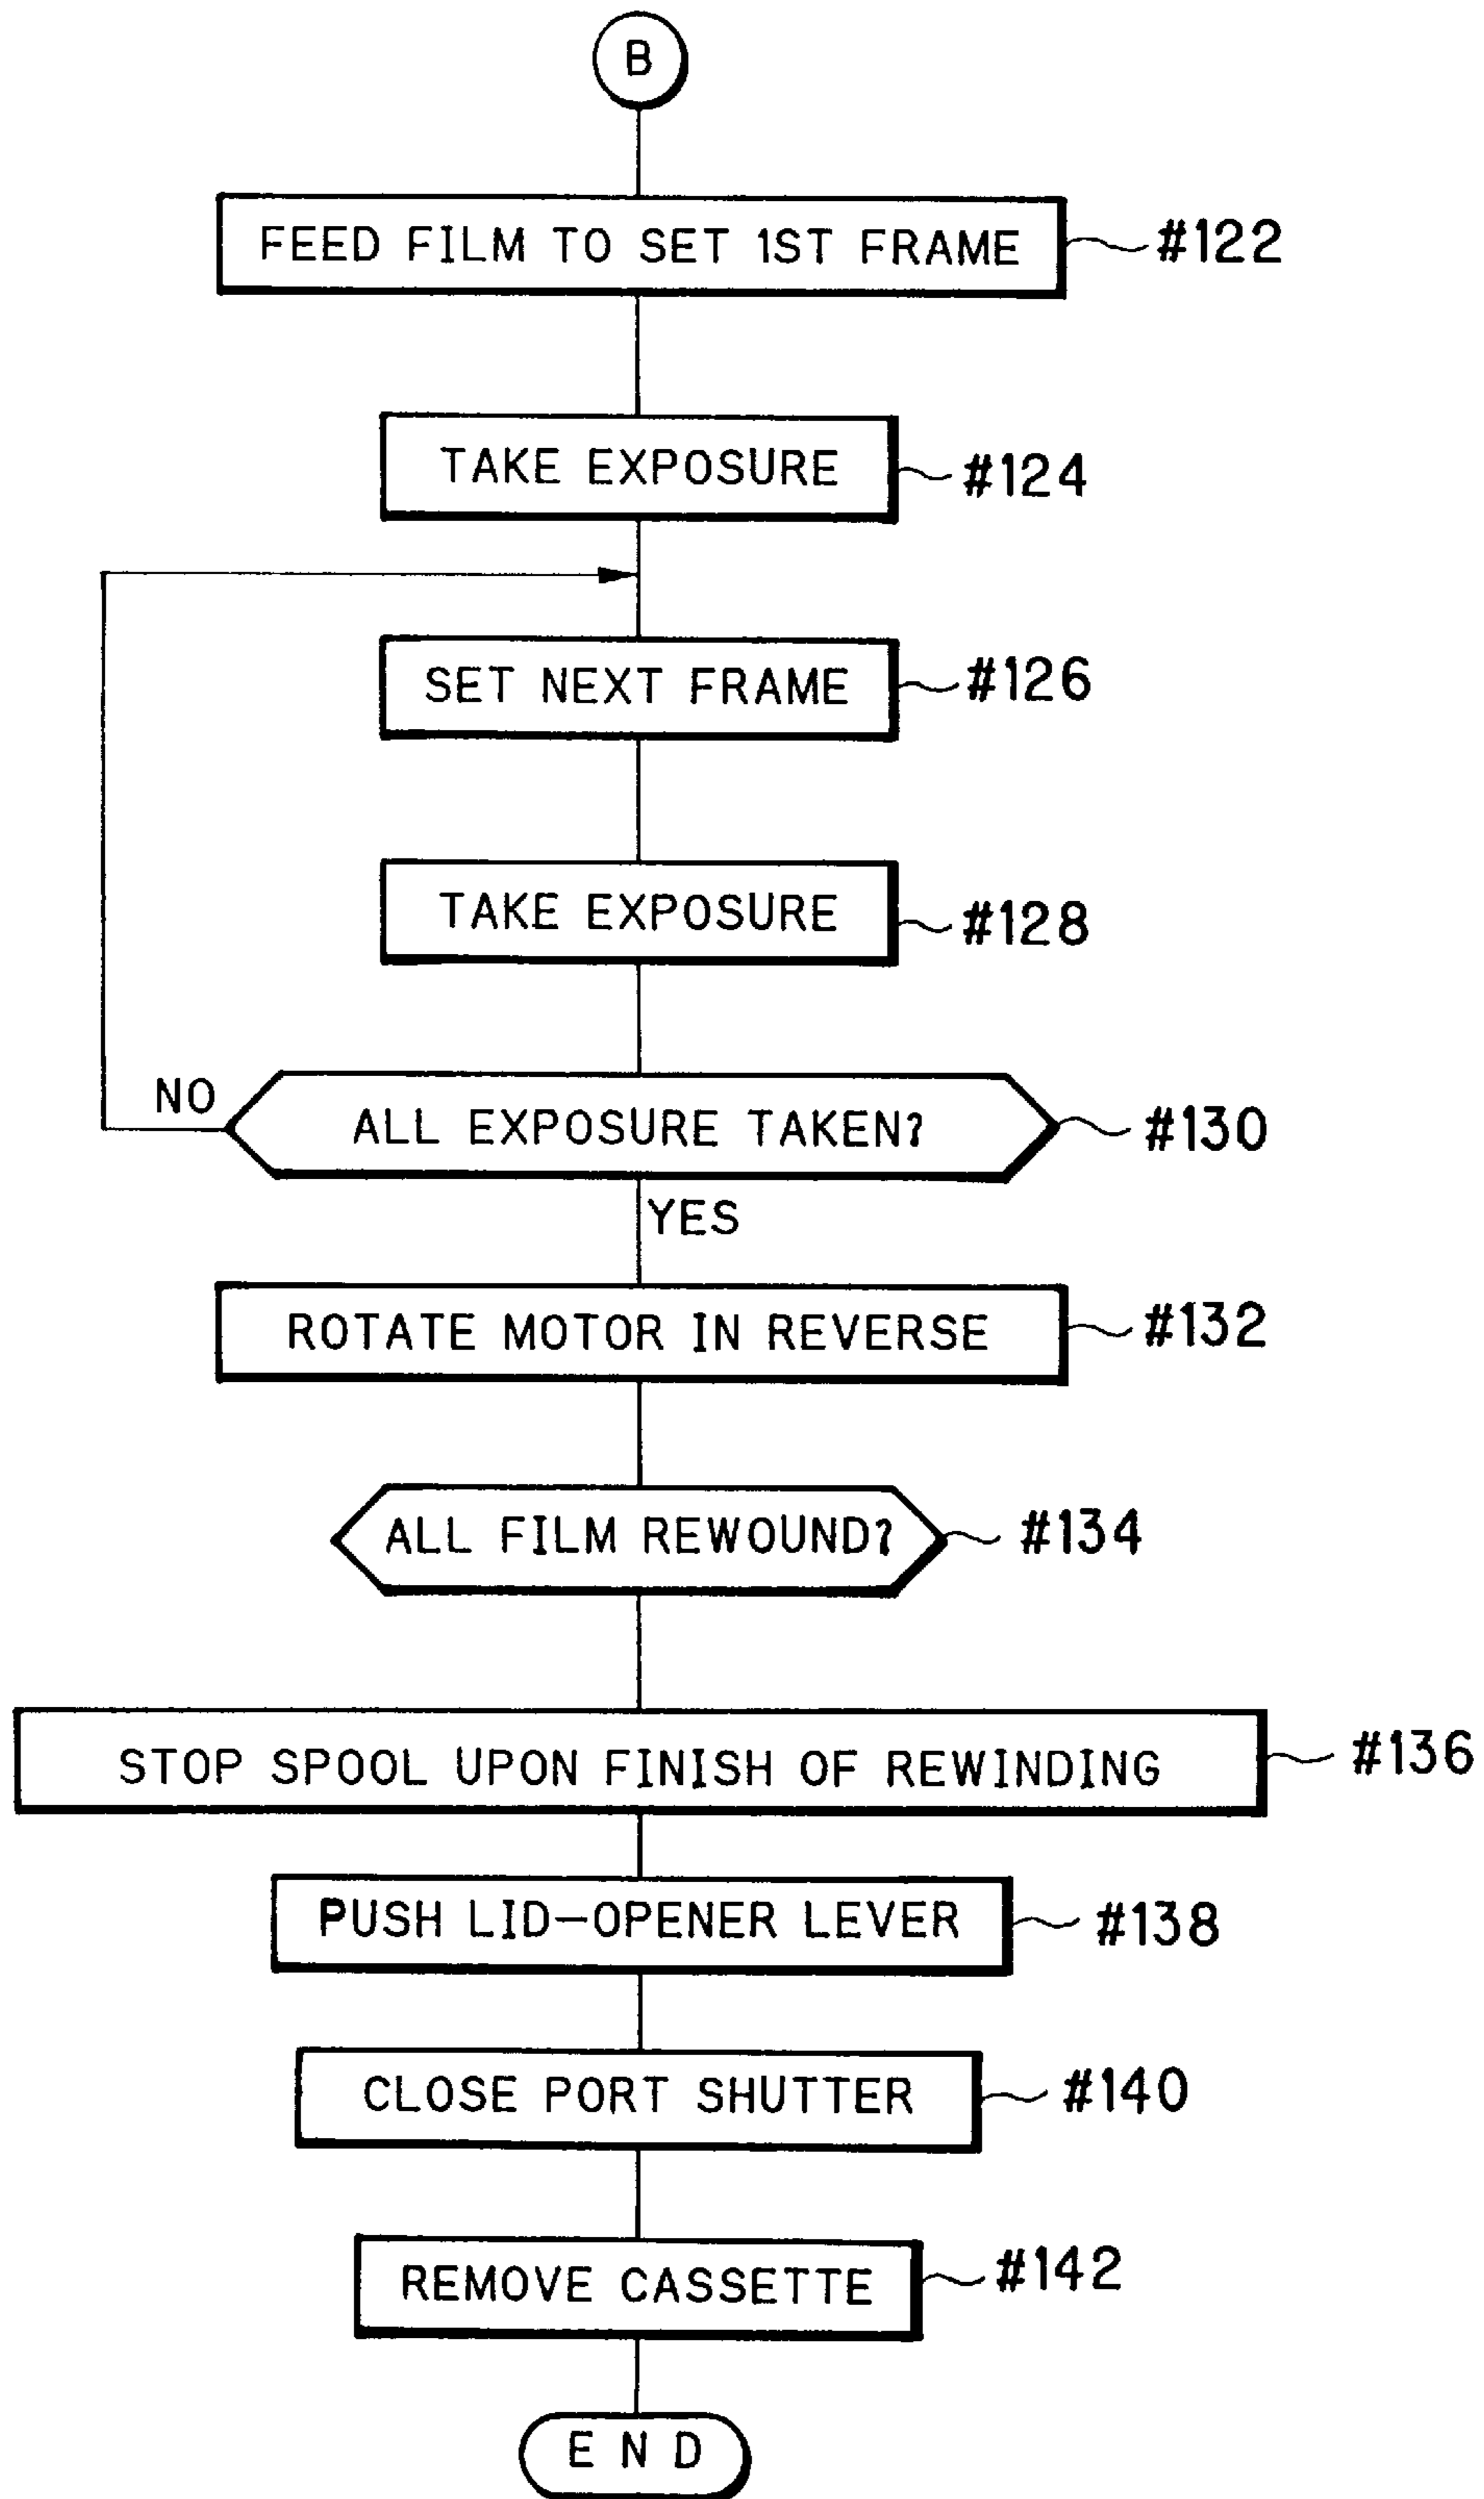 B
FEED FILM TO SET 1ST FRAME #122
TAKE EXPOSURE #124
SET NEXT FRAME #126
TAKE EXPOSURE #128
NO
ALL EXPOSURE TAKEN? #130
YES
ROTATE MOTOR IN REVERSE #132
ALL FILM REWOUND? #134
STOP SPOOL UPON FINISH OF REWINDING #136
PUSH LID-OPENER LEVER #138
CLOSE PORT SHUTTER #140
REMOVE CASSETTE #142
END